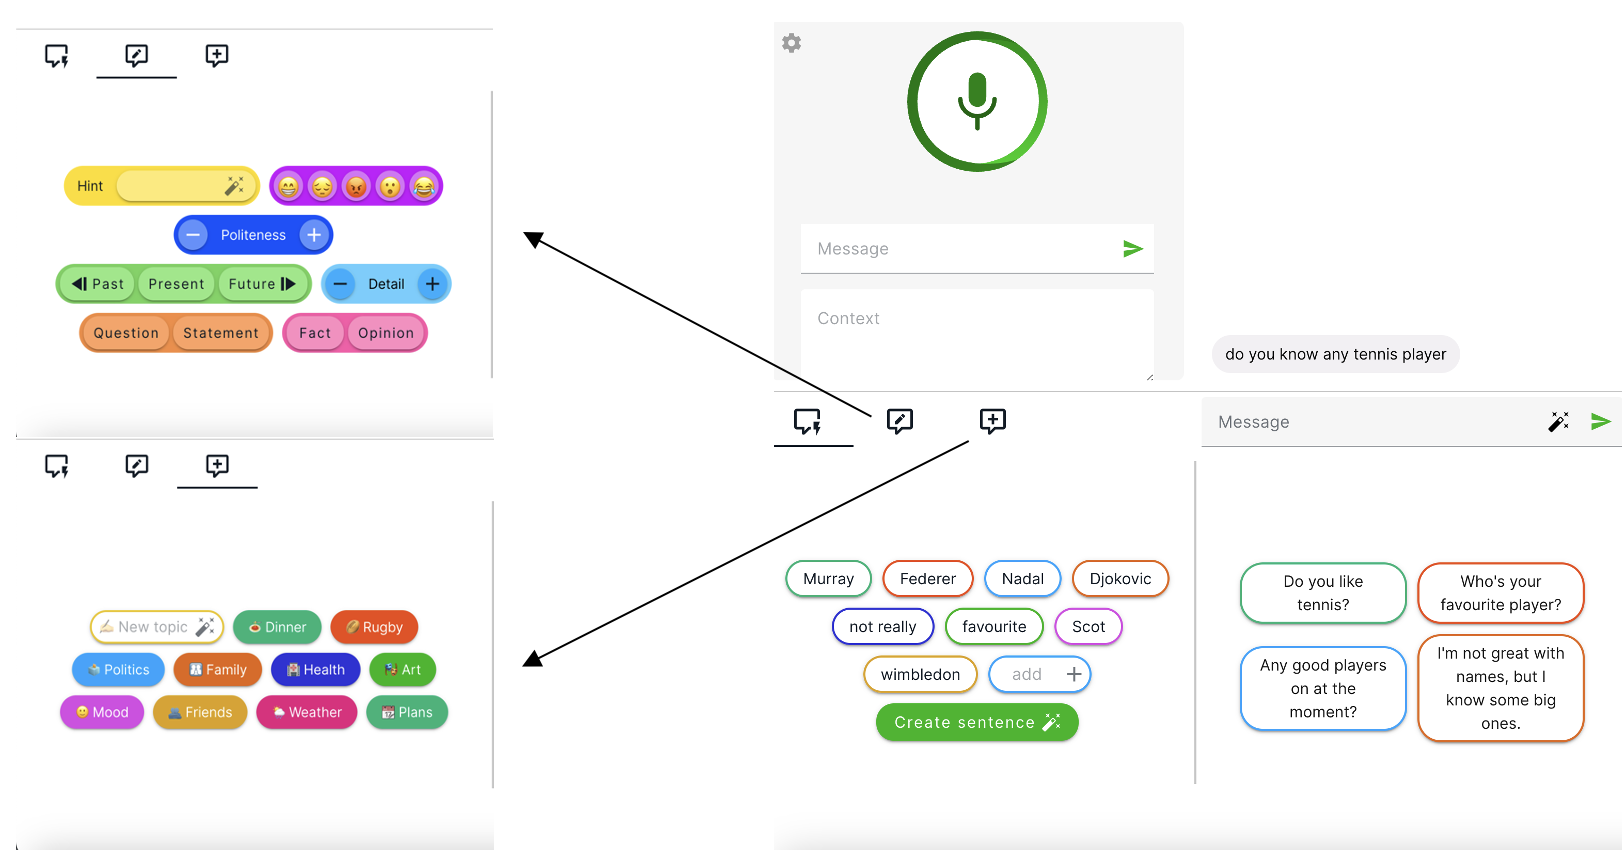 Hint
Politeness
Past Present Future Detail
Question Statement Fact Opinion
New topic Dinner Rugby
Politics Family Health Art
Mood Friends Weather Plans
Message
Context
do you know any tennis player
Message
Murray Federer Nadal Djokovic
not really favourite Scot
wimbledon add
Create sentence
Do you like
tennis?
Who's your
favourite player?
Any good players
on at the
moment?
I'm not great with
names, but I
know some big
ones.